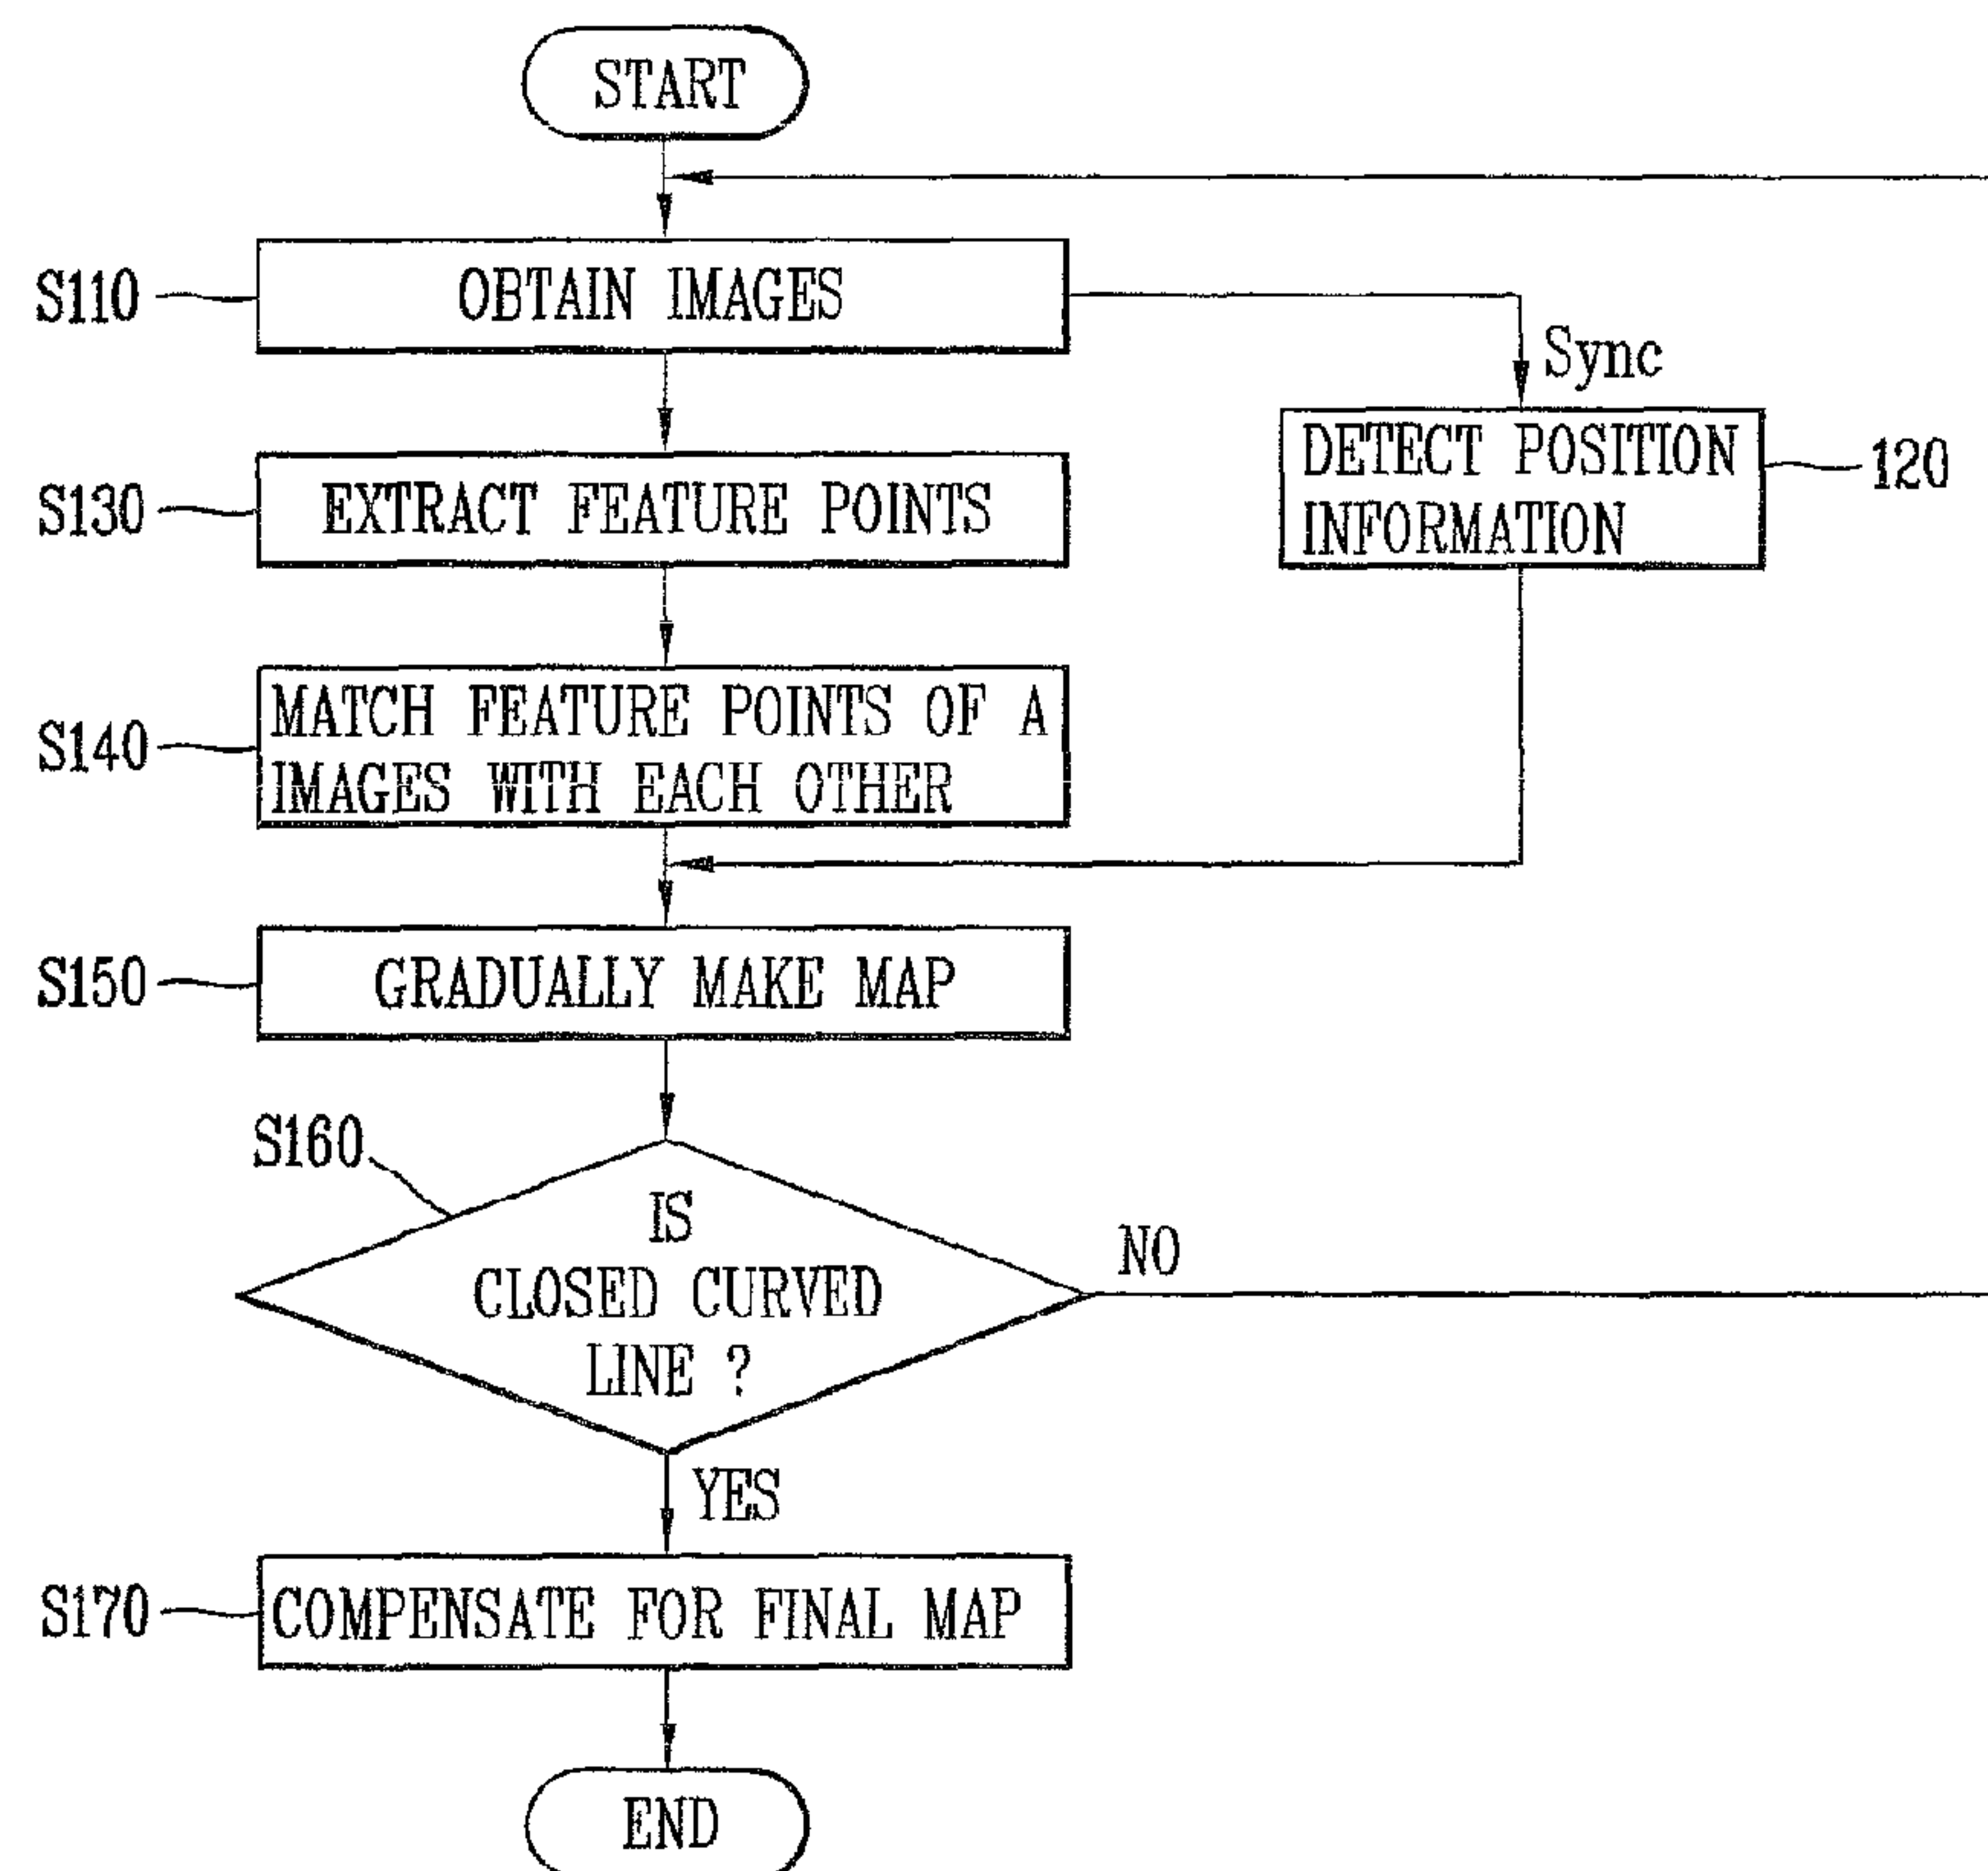 START
S110
OBTAIN IMAGES
Sync
DETECT POSITION
INFORMATION
120
S130
EXTRACT FEATURE POINTS
S140
MATCH FEATURE POINTS OF A
IMAGES WITH EACH OTHER
S150
GRADUALLY MAKE MAP
S160
IS
CLOSED CURVED
LINE ?
NO
YES
S170
COMPENSATE FOR FINAL MAP
END